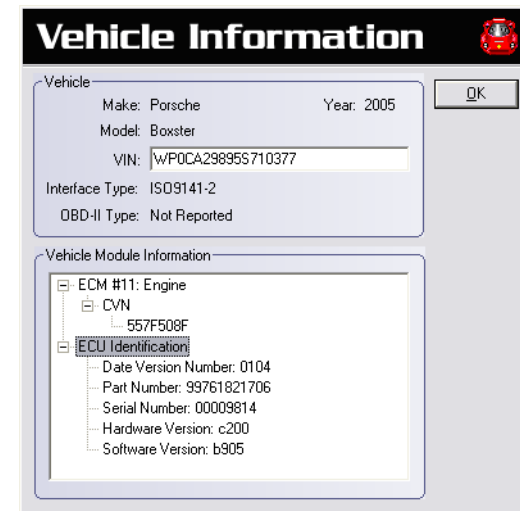 Vehicle Information
Vehicle
Make: Porsche Year: 2005
OK
Model: Boxster
VIN: WP0CA29895S710377
Interface Type: ISO9141-2
OBD-II Type: Not Reported
Vehicle Module Information
ECM #11: Engine
CVN
557F508F
ECU Identification
Date Version Number: 0104
Part Number: 99761821706
Serial Number: 00009814
Hardware Version: c200
Software Version: b905